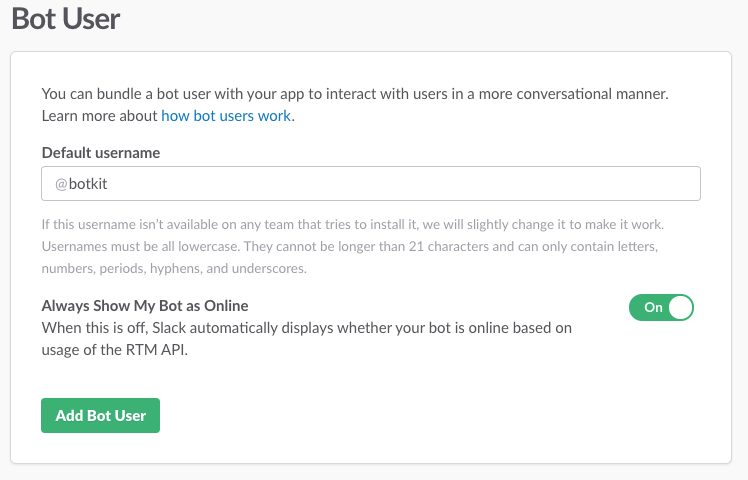 Bot User
You can bundle a bot user with your app to interact with users in a more conversational manner.
Learn more about how bot users work.
Default username
@botkit
If this username isn't available on any team that tries to install it, we will slightly change it to make it work.
Usernames must be all lowercase. They cannot be longer than 21 characters and can only contain letters,
numbers, periods, hyphens, and underscores.
Always Show My Bot as Online
On
When this is off, Slack automatically displays whether your bot is online based on
usage of the RTM API.
Add Bot User